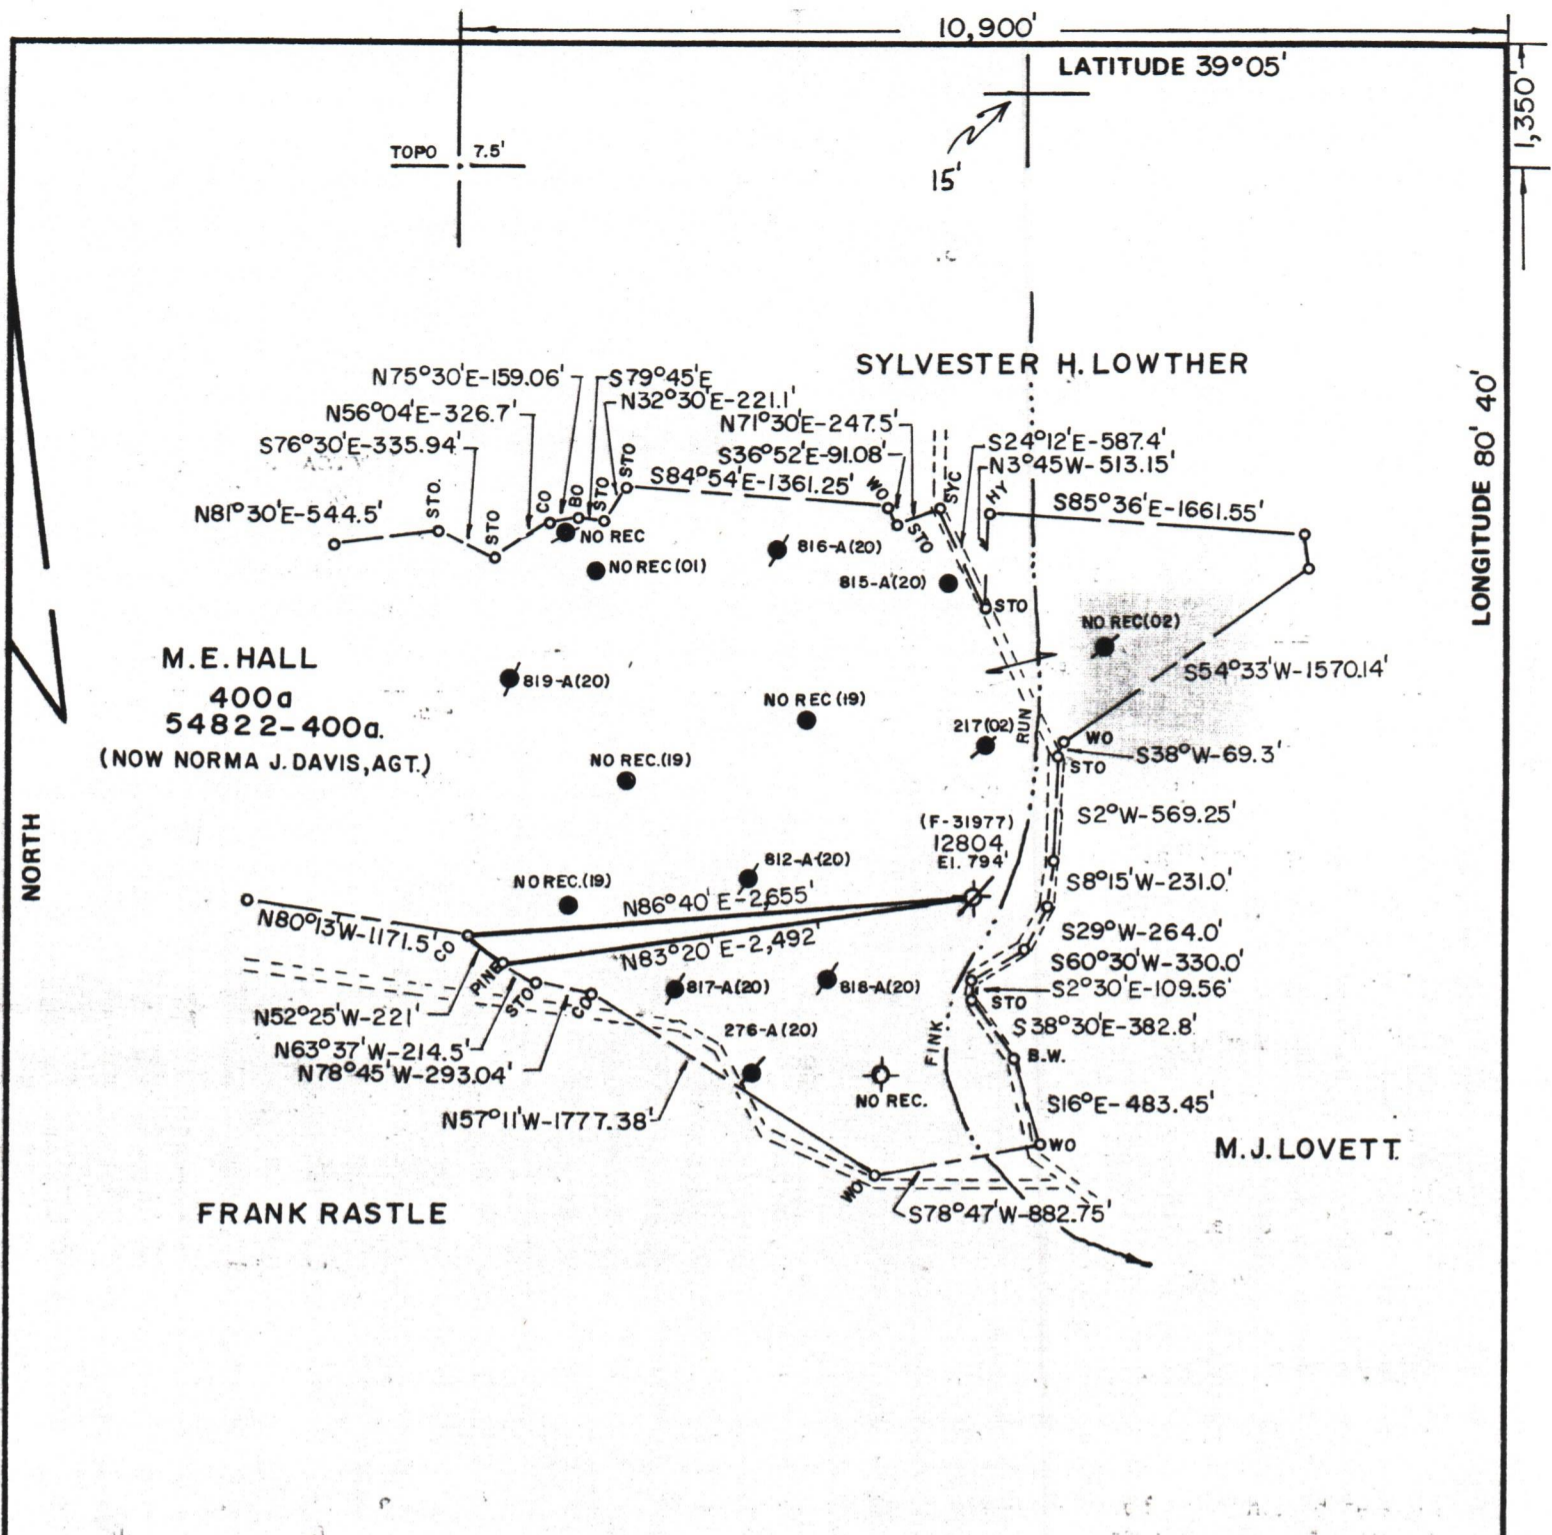 10,900'
LATITUDE 39°05'
1,350'
TOPO 7.5'
15'
SYLVESTER H. LOWTHER
LONGITUDE 80° 40'
N75°30'E-159.06'
S79°45'E
N56°04'E-326.7'
N32°30'E-221.1'
N71°30'E-247.5'
S76°30'E-335.94'
S36°52'E-91.08'
S24°12'E-587.4'
N3°45W-513.15'
S84°54'E-1361.25'
S85°36'E-1661.55'
N81°30'E-544.5'
STO.
STO
CO
BO
STO
STO
WO
STO
SYC
HY
NO REC
NO REC (01)
816-A (20)
815-A (20)
STO
NO REC (02)
S54°33'W-1570.14'
M.E. HALL
400a
54822-400a.
(NOW NORMA J. DAVIS, AGT.)
819-A (20)
NO REC (19)
217 (02)
RUN
WO
S38°W-69.3'
STO
NO REC. (19)
S2°W-569.25'
(F-31977)
12804
El. 794'
NORTH
812-A (20)
NO REC. (19)
S8°15'W-231.0'
N86°40'E-2,655'
N80°13'W-1171.5'
CO
N83°20'E-2,492'
S29°W-264.0'
S60°30'W-330.0'
PINE
STO
CO
817-A (20)
818-A (20)
S2°30'E-109.56'
STO
N52°25'W-221'
S38°30'E-382.8'
276-A (20)
FINK
B.W.
N63°37'W-214.5'
N78°45'W-293.04'
NO REC.
N57°11'W-1777.38'
S16°E-483.45'
WO
M.J. LOVETT
WO
S78°47'W-882.75'
FRANK RASTLE